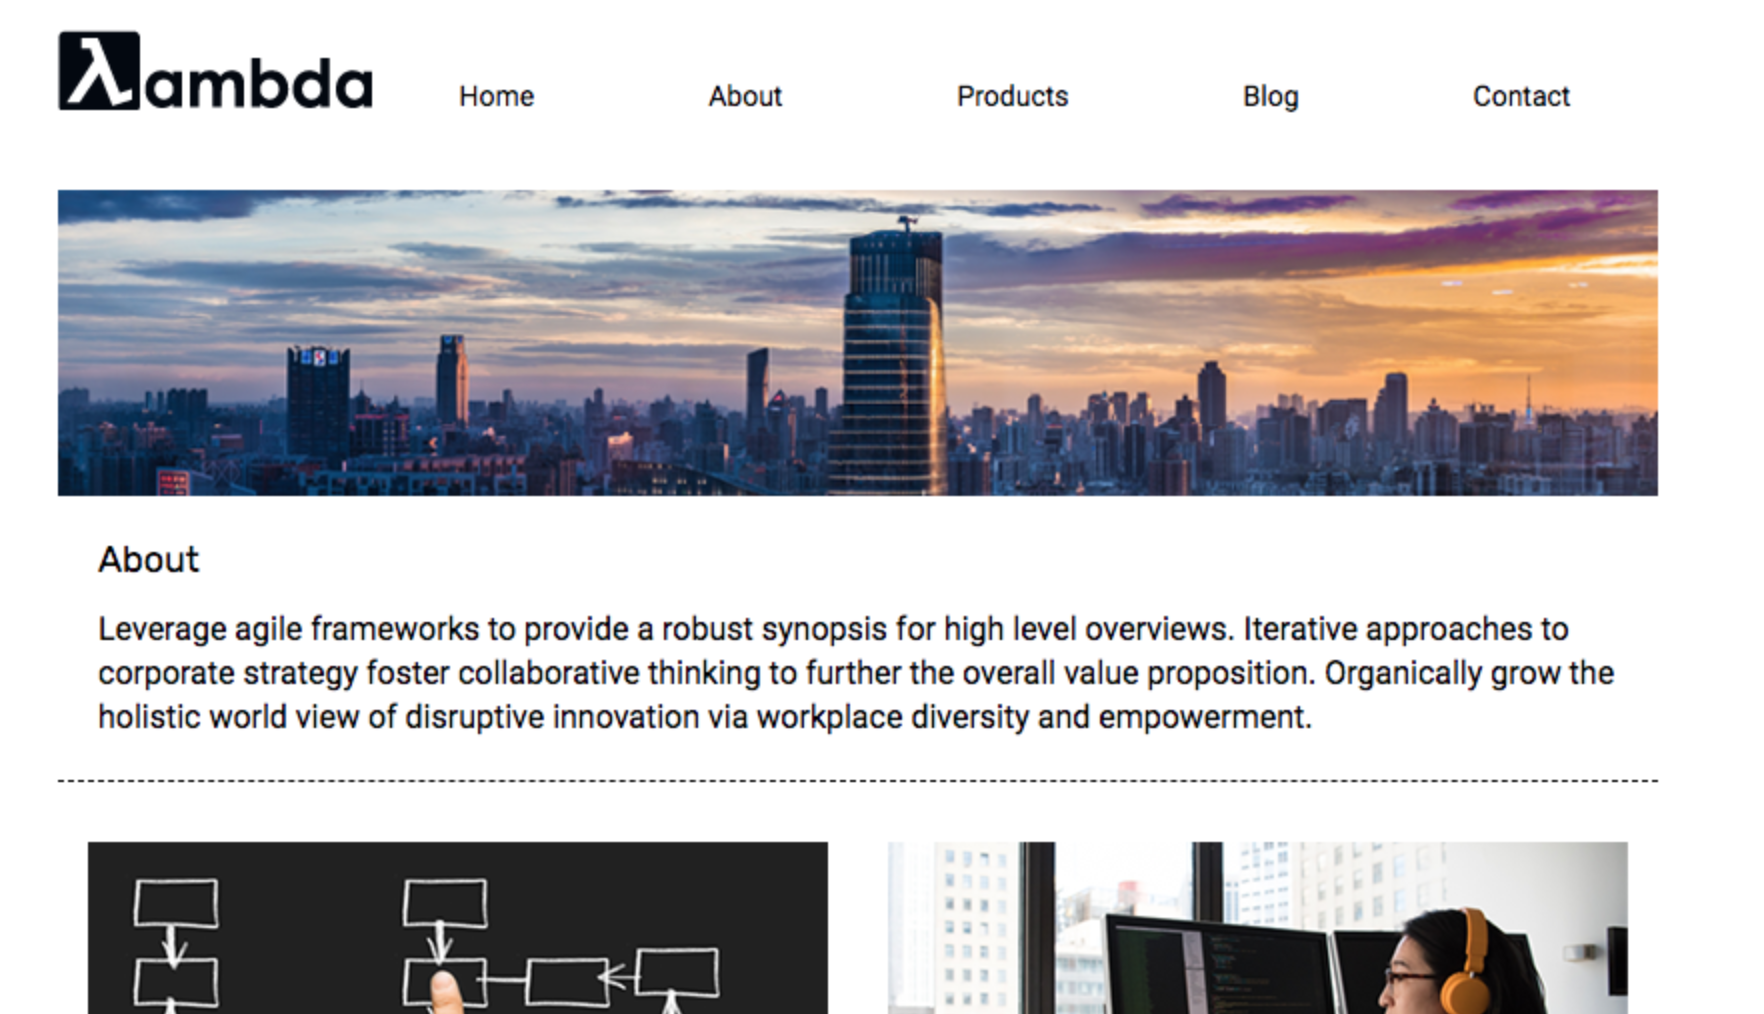 λambda
Home About Products Blog Contact
About
Leverage agile frameworks to provide a robust synopsis for high level overviews. Iterative approaches to
corporate strategy foster collaborative thinking to further the overall value proposition. Organically grow the
holistic world view of disruptive innovation via workplace diversity and empowerment.